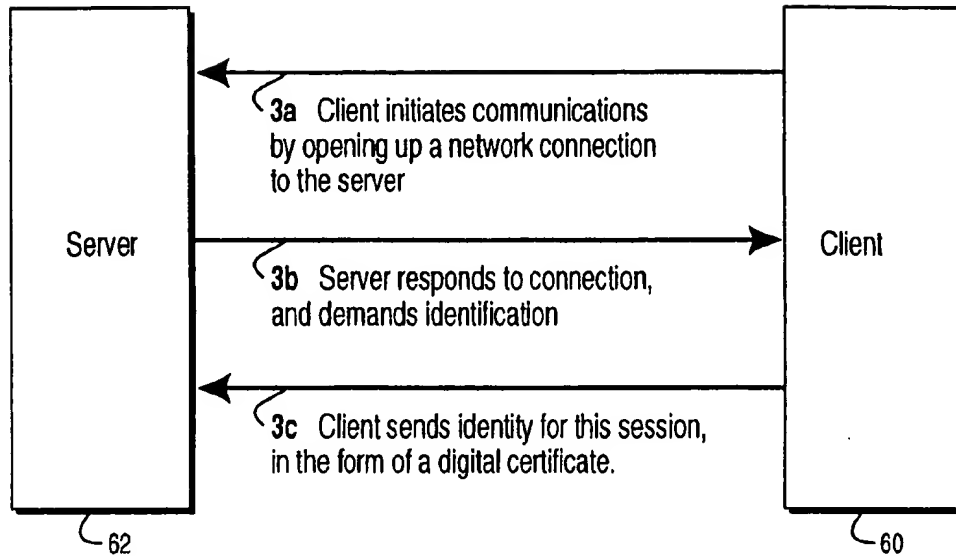 3a Client initiates communications
by opening up a network connection
to the server
Server
Client
3b Server responds to connection,
and demands identification
3c Client sends identity for this session,
in the form of a digital certificate.
62
60